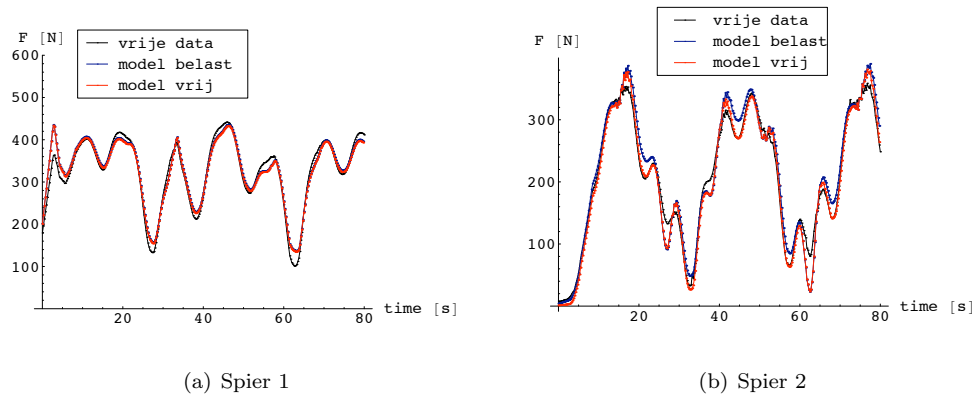 F [N]
vrije data
model belast
model vrij
600
500
400
300
200
100
20
40
60
80
time [s]
(a) Spier 1
F [N]
vrije data
model belast
model vrij
300
200
100
20
40
60
80
time [s]
(b) Spier 2